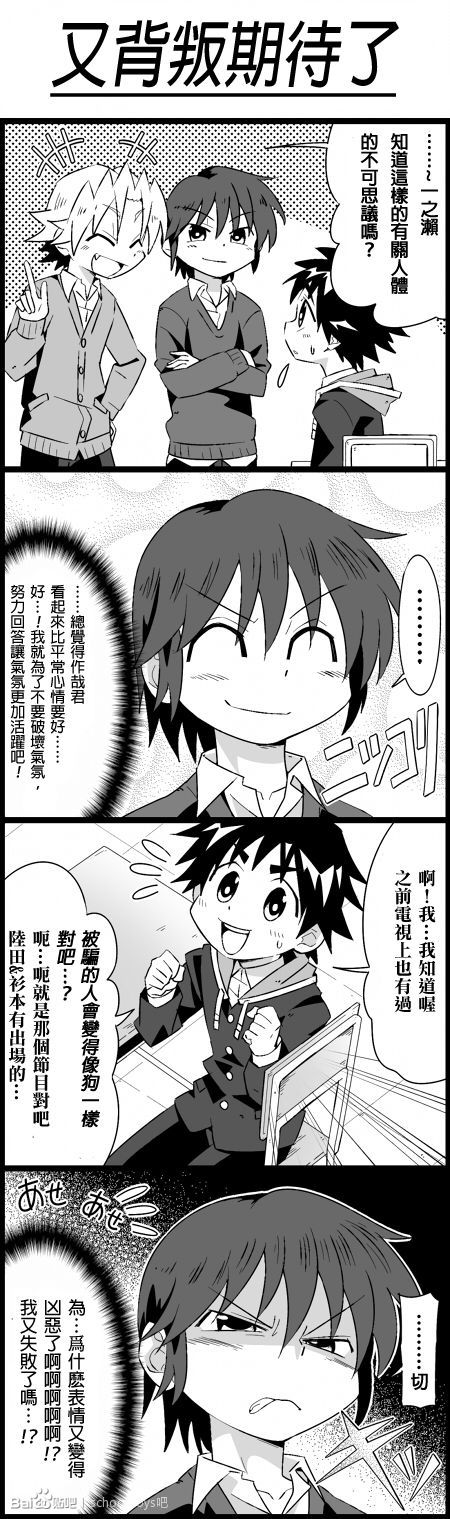 又背叛期待了
………~一之瀨
知道這樣的有關人體
的不可思議嗎？
………
……總覺得作哉君
看起來比平常心情要好……
好…！我就為了不要破壞氣氛，
努力回答讓氣氛更加活躍吧！
ニッコリ
啊！我…我知道喔
之前電視上也有過
被騙的人會變得像狗一樣
對吧…？
呃…呃就是那個節目對吧
陸田&衫本有出場的…
………切
あせ
あせ
為…爲什麽表情又變得
凶惡了啊啊啊啊啊!?
我又失敗了嗎…!?
Bai 贴吧